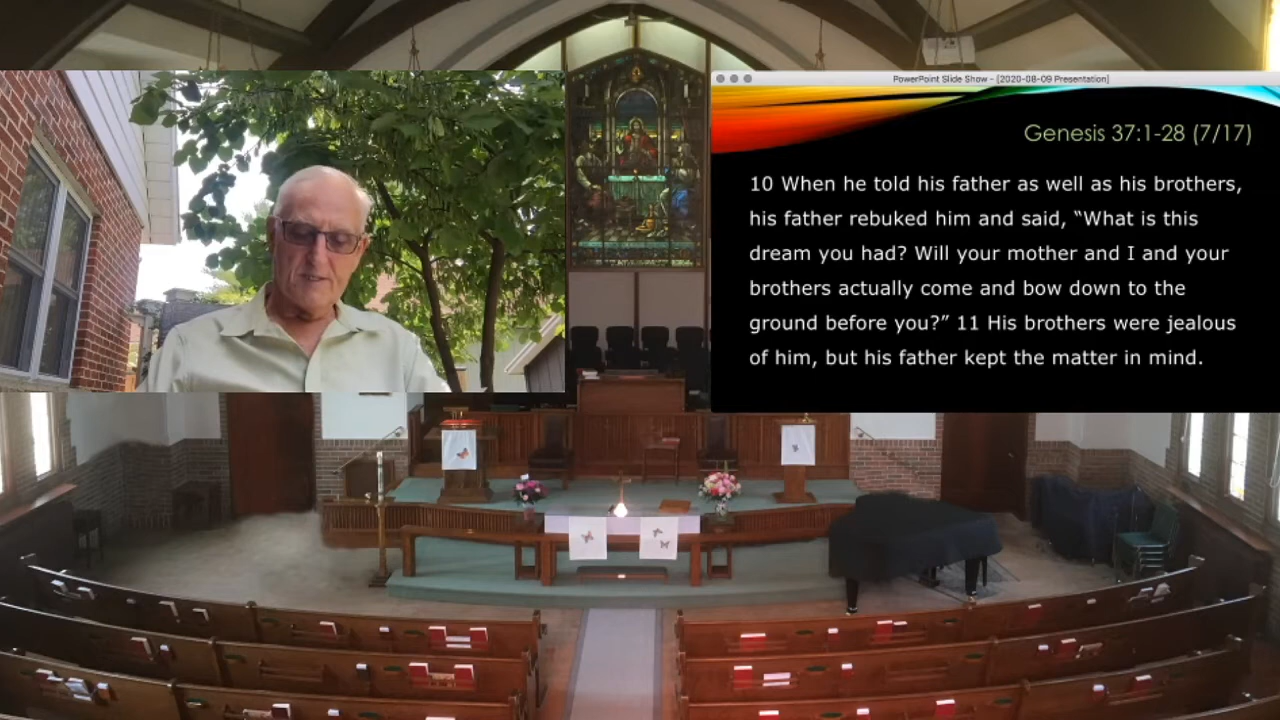 PowerPoint Slide Show - [2020-08-09 Presentation]
Genesis 37:1-28 (7/17)
10 When he told his father as well as his brothers,
his father rebuked him and said, “What is this
dream you had? Will your mother and I and your
brothers actually come and bow down to the
ground before you?” 11 His brothers were jealous
of him, but his father kept the matter in mind.